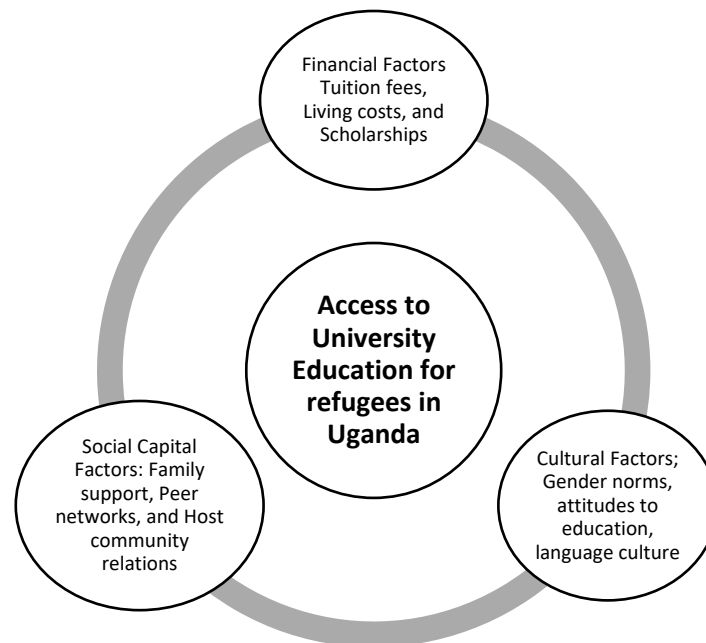 Financial Factors
Tuition fees,
Living costs, and
Scholarships
Access to
University
Education for
refugees in
Uganda
Social Capital
Factors: Family
support, Peer
networks, and Host
community
relations
Cultural Factors;
Gender norms,
attitudes to
education,
language culture